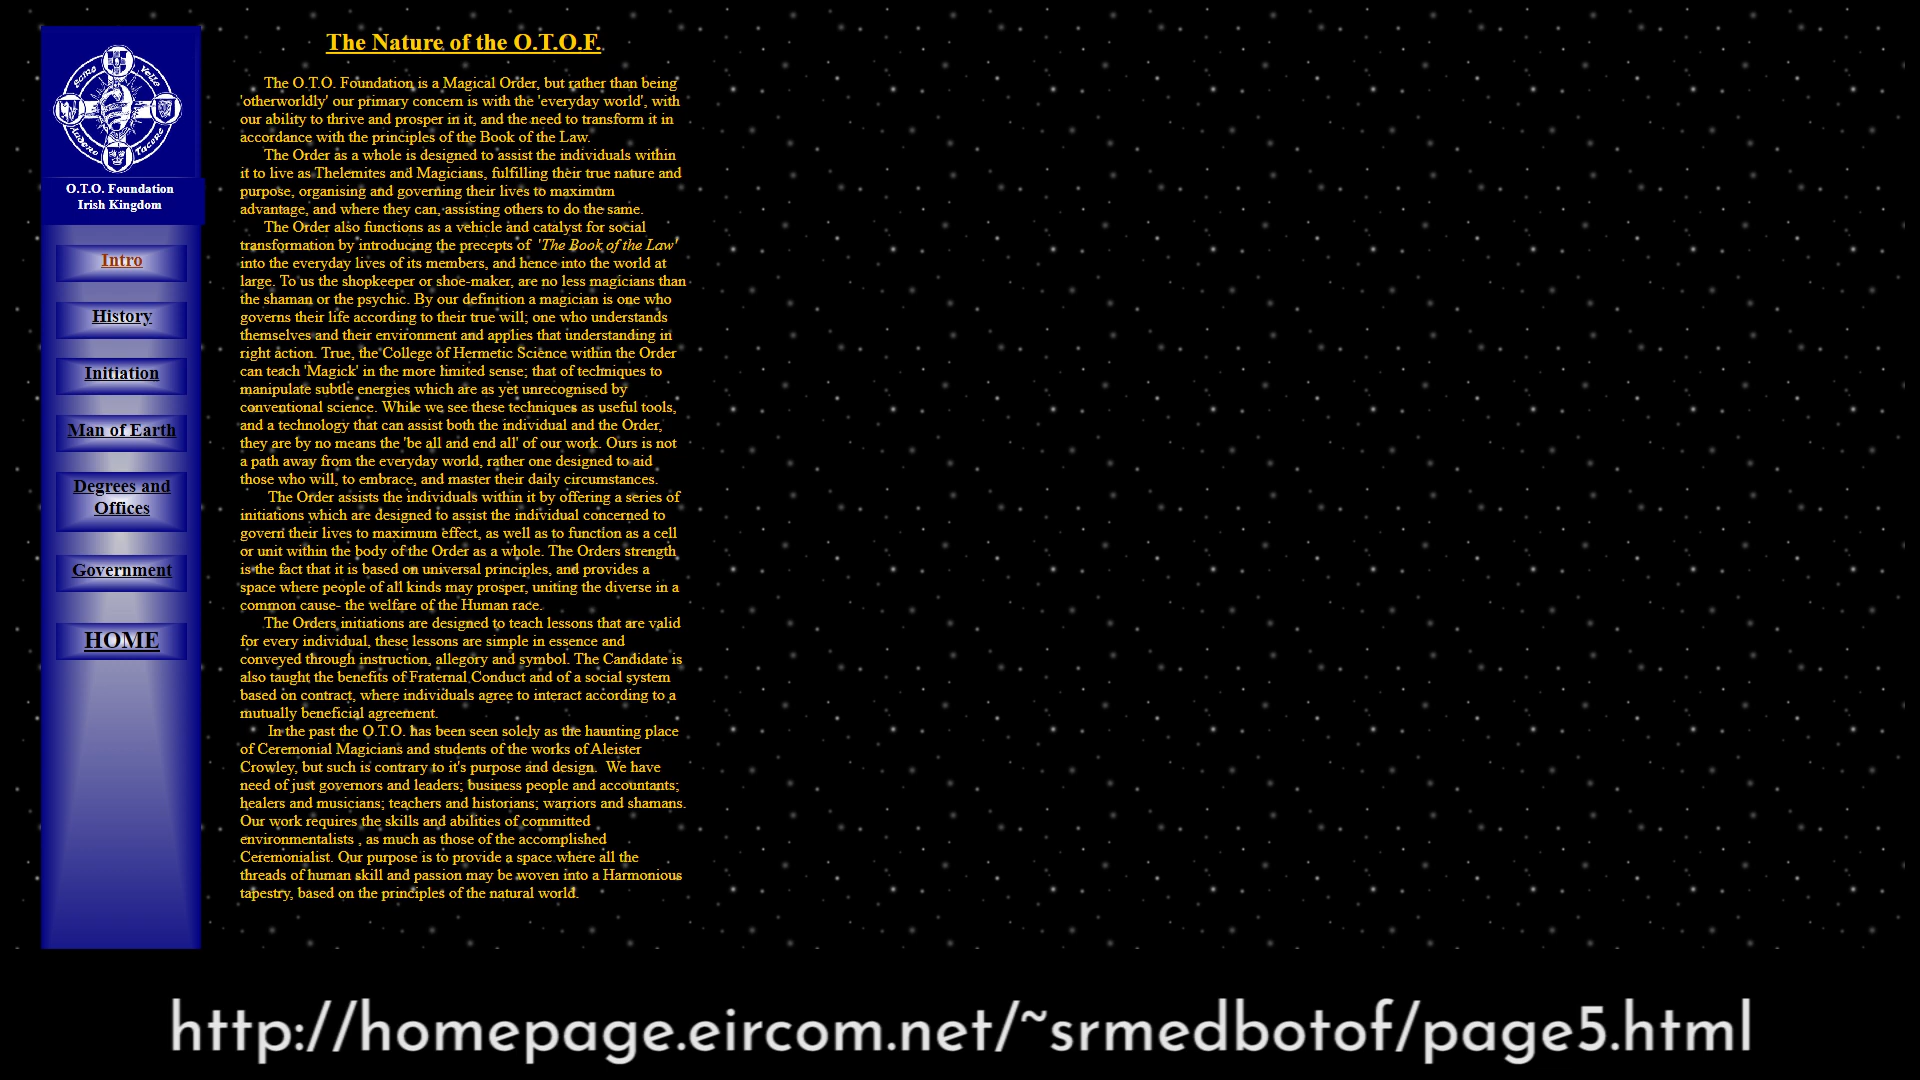 The Nature of the O.T.O.F.
Scmo
Vello
Audeo
Tacere
O.T.O. Foundation
Irish Kingdom
Intro
History
Initiation
Man of Earth
Degrees and
Offices
Government
HOME
The O.T.O. Foundation is a Magical Order, but rather than being
'otherworldly' our primary concern is with the 'everyday world', with
our ability to thrive and prosper in it, and the need to transform it in
accordance with the principles of the Book of the Law.
The Order as a whole is designed to assist the individuals within
it to live as Thelemites and Magicians, fulfilling their true nature and
purpose, organising and governing their lives to maximum
advantage, and where they can, assisting others to do the same.
The Order also functions as a vehicle and catalyst for social
transformation by introducing the precepts of 'The Book of the Law'
into the everyday lives of its members, and hence into the world at
large. To us the shopkeeper or shoe-maker, are no less magicians than
the shaman or the psychic. By our definition a magician is one who
governs their life according to their true will; one who understands
themselves and their environment and applies that understanding in
right action. True, the College of Hermetic Science within the Order
can teach 'Magick' in the more limited sense; that of techniques to
manipulate subtle energies which are as yet unrecognised by
conventional science. While we see these techniques as useful tools,
and a technology that can assist both the individual and the Order,
they are by no means the 'be all and end all' of our work. Ours is not
a path away from the everyday world, rather one designed to aid
those who will, to embrace, and master their daily circumstances.
The Order assists the individuals within it by offering a series of
initiations which are designed to assist the individual concerned to
govern their lives to maximum effect, as well as to function as a cell
or unit within the body of the Order as a whole. The Orders strength
is the fact that it is based on universal principles, and provides a
space where people of all kinds may prosper, uniting the diverse in a
common cause- the welfare of the Human race.
The Orders initiations are designed to teach lessons that are valid
for every individual, these lessons are simple in essence and
conveyed through instruction, allegory and symbol. The Candidate is
also taught the benefits of Fraternal Conduct and of a social system
based on contract, where individuals agree to interact according to a
mutually beneficial agreement.
In the past the O.T.O. has been seen solely as the haunting place
of Ceremonial Magicians and students of the works of Aleister
Crowley, but such is contrary to it's purpose and design. We have
need of just governors and leaders; business people and accountants;
healers and musicians; teachers and historians; warriors and shamans.
Our work requires the skills and abilities of committed
environmentalists , as much as those of the accomplished
Ceremonialist. Our purpose is to provide a space where all the
threads of human skill and passion may be woven into a Harmonious
tapestry, based on the principles of the natural world.
http://homepage.eircom.net/~srmedbotof/page5.html